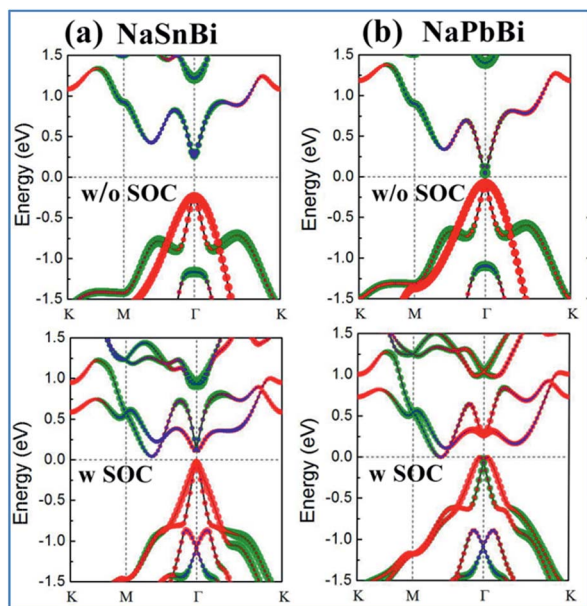 (a) NaSnBi
(b) NaPbBi
Energy (eV)
1.5
1.0
0.5
0.0
-0.5
-1.0
-1.5
w/o SOC
K M Γ K
Energy (eV)
1.5
1.0
0.5
0.0
-0.5
-1.0
-1.5
w/o SOC
K M Γ K
Energy (eV)
1.5
1.0
0.5
0.0
-0.5
-1.0
-1.5
w SOC
K M Γ K
Energy (eV)
1.5
1.0
0.5
0.0
-0.5
-1.0
-1.5
w SOC
K M Γ K